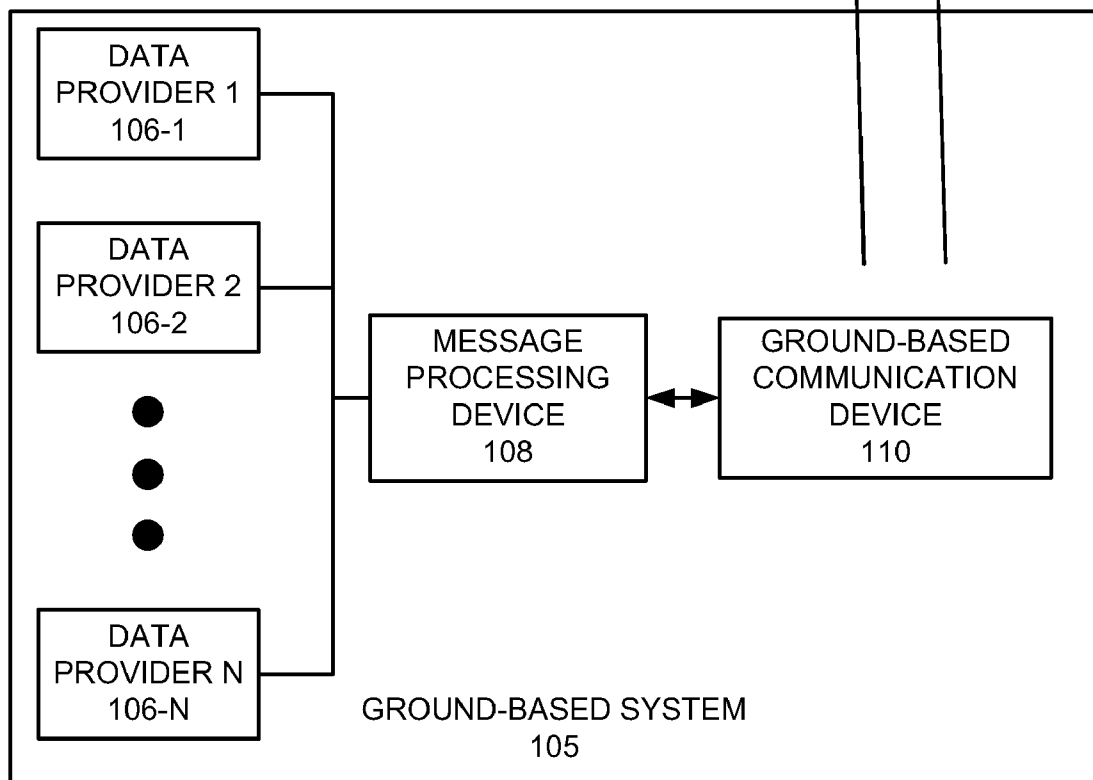 DATA
PROVIDER 1
106-1
DATA
PROVIDER 2
106-2
MESSAGE
PROCESSING
DEVICE
108
GROUND-BASED
COMMUNICATION
DEVICE
110
DATA
PROVIDER N
106-N
GROUND-BASED SYSTEM
105